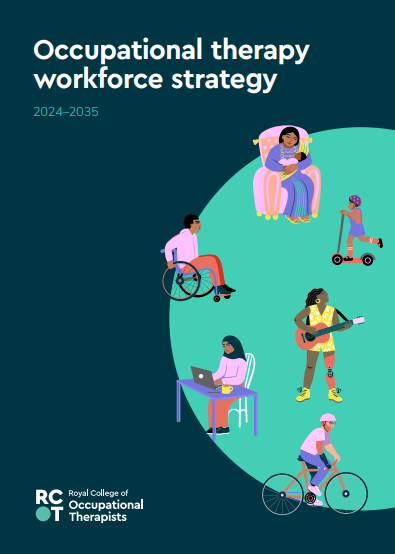 Occupational therapy
workforce strategy
2024–2035
RC
OT
Royal College of
Occupational
Therapists